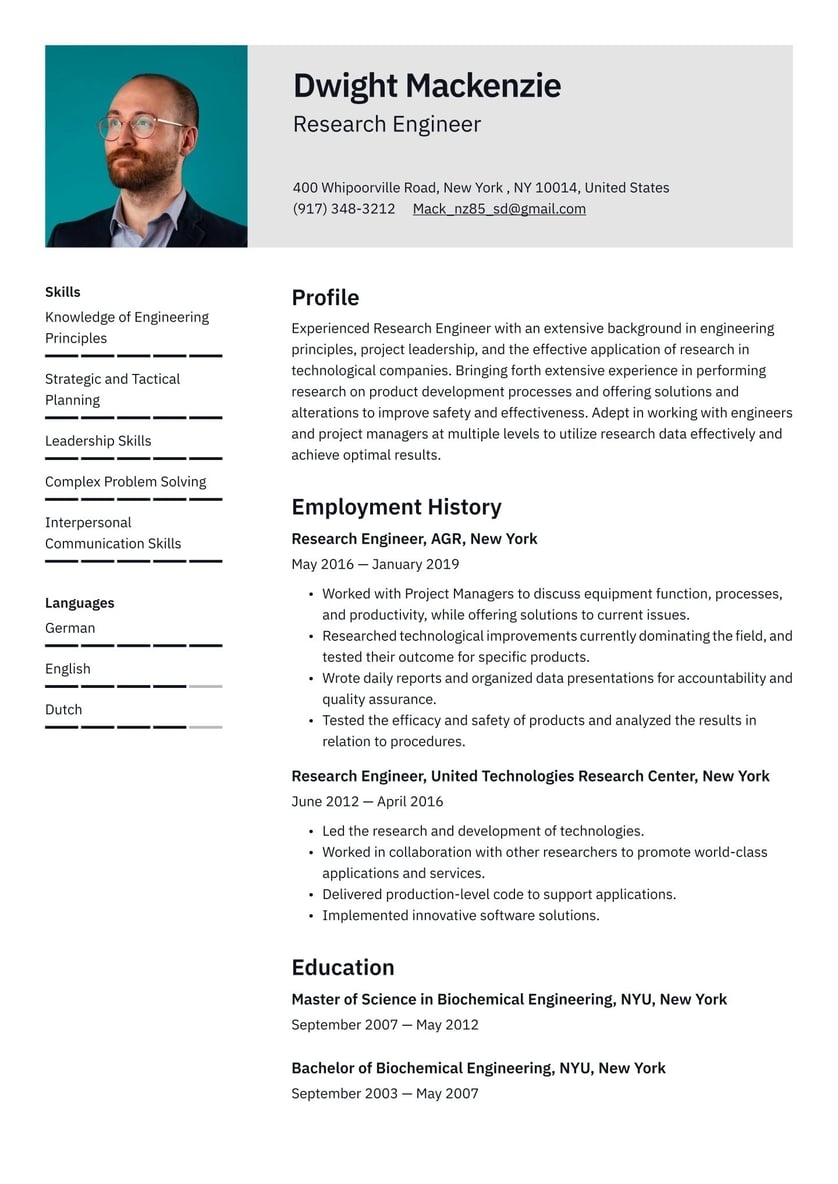 Dwight Mackenzie
Research Engineer
400 Whipoorville Road, New York , NY 10014, United States
(917) 348-3212 Mack_nz85_sd@gmail.com
Skills
Knowledge of Engineering
Principles
Strategic and Tactical
Planning
Leadership Skills
Complex Problem Solving
Interpersonal
Communication Skills
Languages
German
English
Dutch
Profile
Experienced Research Engineer with an extensive background in engineering
principles, project leadership, and the effective application of research in
technological companies. Bringing forth extensive experience in performing
research on product development processes and offering solutions and
alterations to improve safety and effectiveness. Adept in working with engineers
and project managers at multiple levels to utilize research data effectively and
achieve optimal results.
Employment History
Research Engineer, AGR, New York
May 2016 — January 2019
• Worked with Project Managers to discuss equipment function, processes,
and productivity, while offering solutions to current issues.
• Researched technological improvements currently dominating the field, and
tested their outcome for specific products.
• Wrote daily reports and organized data presentations for accountability and
quality assurance.
• Tested the efficacy and safety of products and analyzed the results in
relation to procedures.
Research Engineer, United Technologies Research Center, New York
June 2012 — April 2016
• Led the research and development of technologies.
• Worked in collaboration with other researchers to promote world-class
applications and services.
• Delivered production-level code to support applications.
• Implemented innovative software solutions.
Education
Master of Science in Biochemical Engineering, NYU, New York
September 2007 — May 2012
Bachelor of Biochemical Engineering, NYU, New York
September 2003 — May 2007